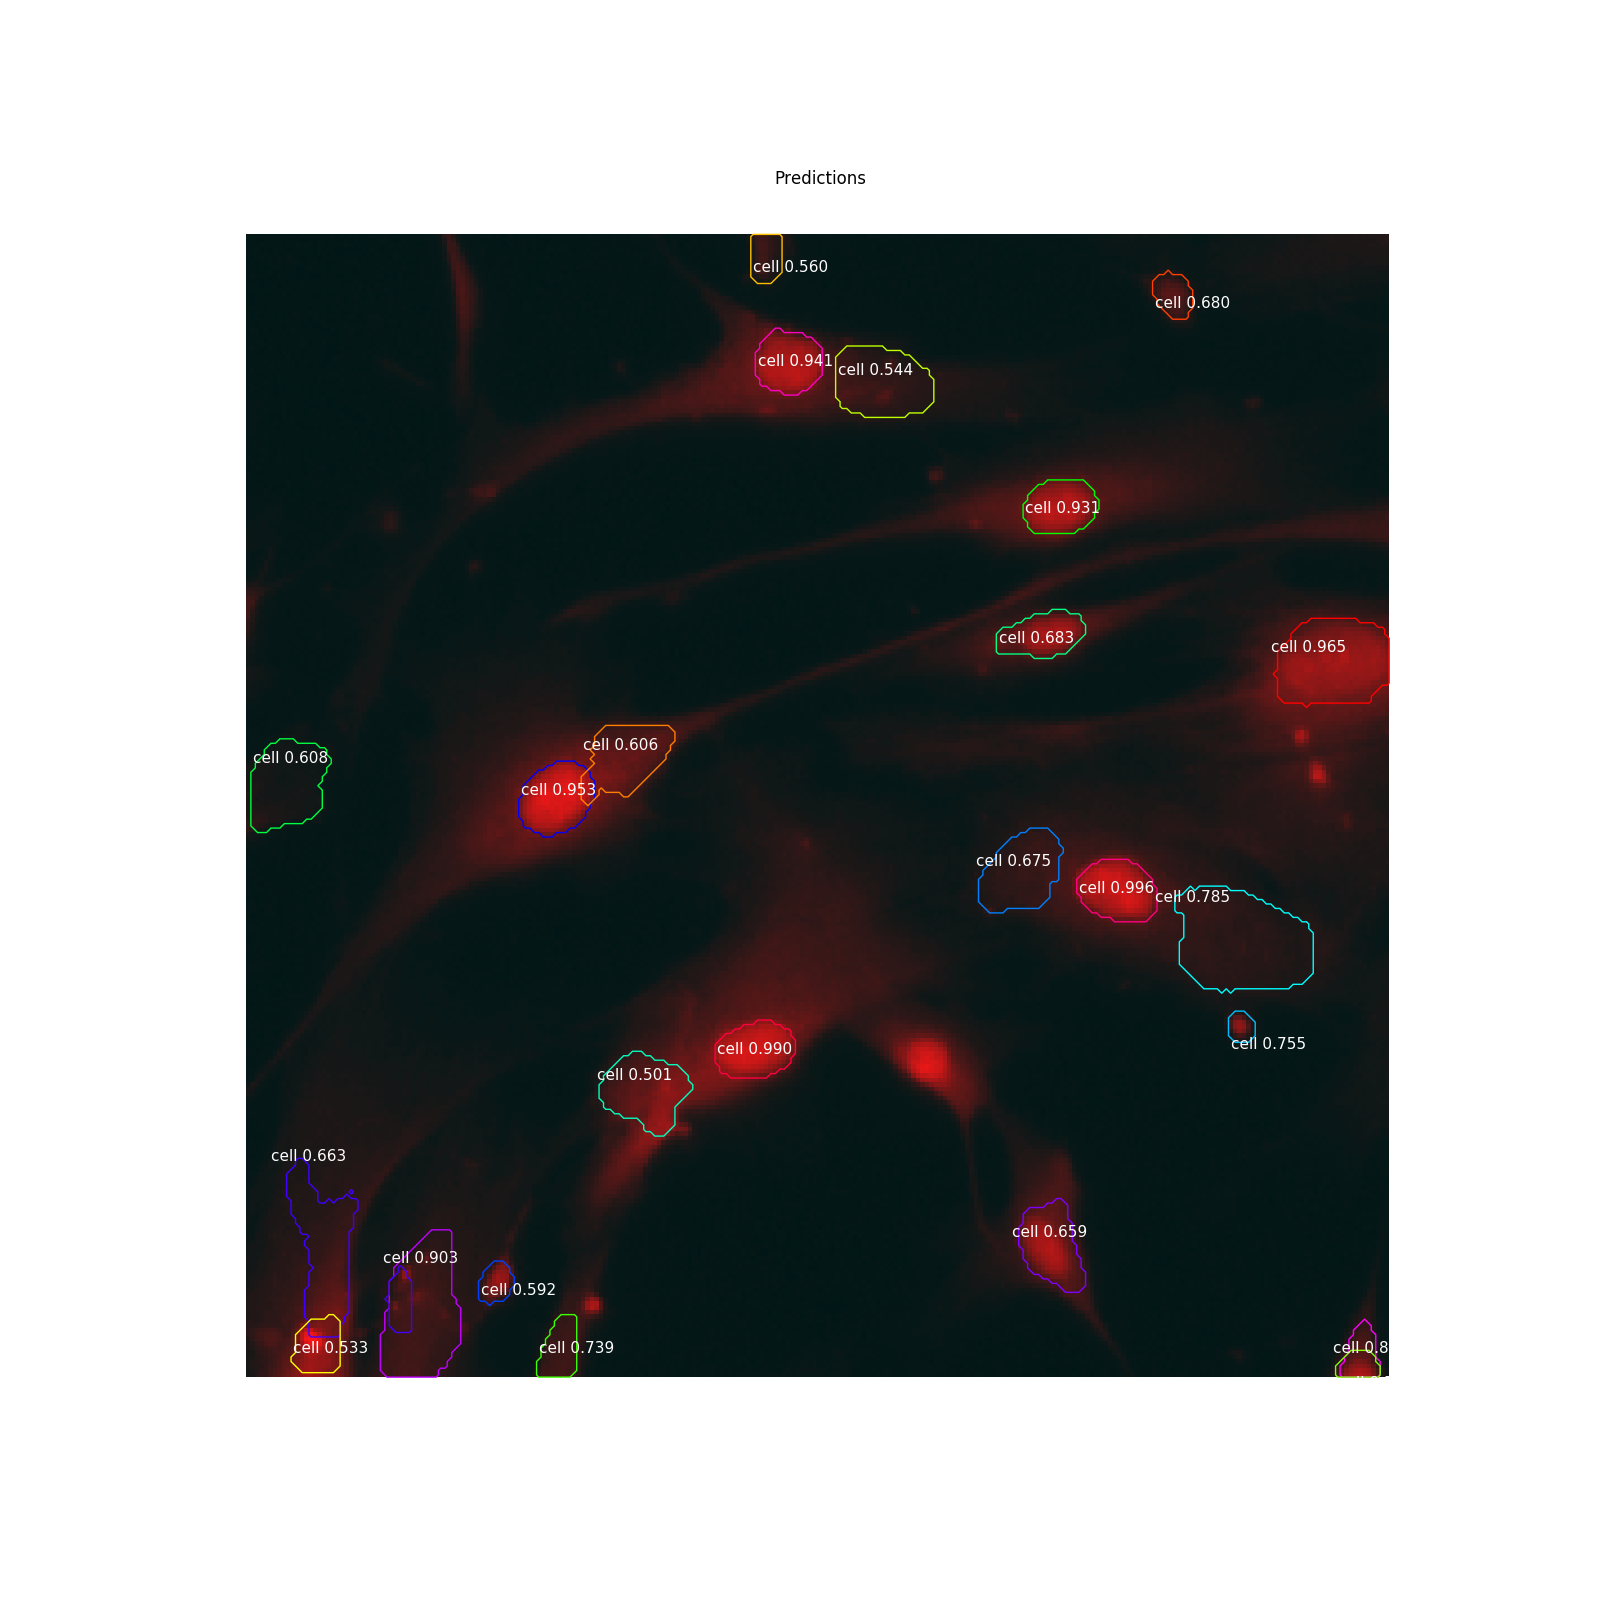 Predictions
cell 0.560
cell 0.680
cell 0.941
cell 0.544
cell 0.931
cell 0.683
cell 0.965
cell 0.606
cell 0.608
cell 0.953
cell 0.675
cell 0.996
cell 0.785
cell 0.755
cell 0.990
cell 0.501
cell 0.663
cell 0.659
cell 0.903
cell 0.592
cell 0.533
cell 0.739
cell 0.8